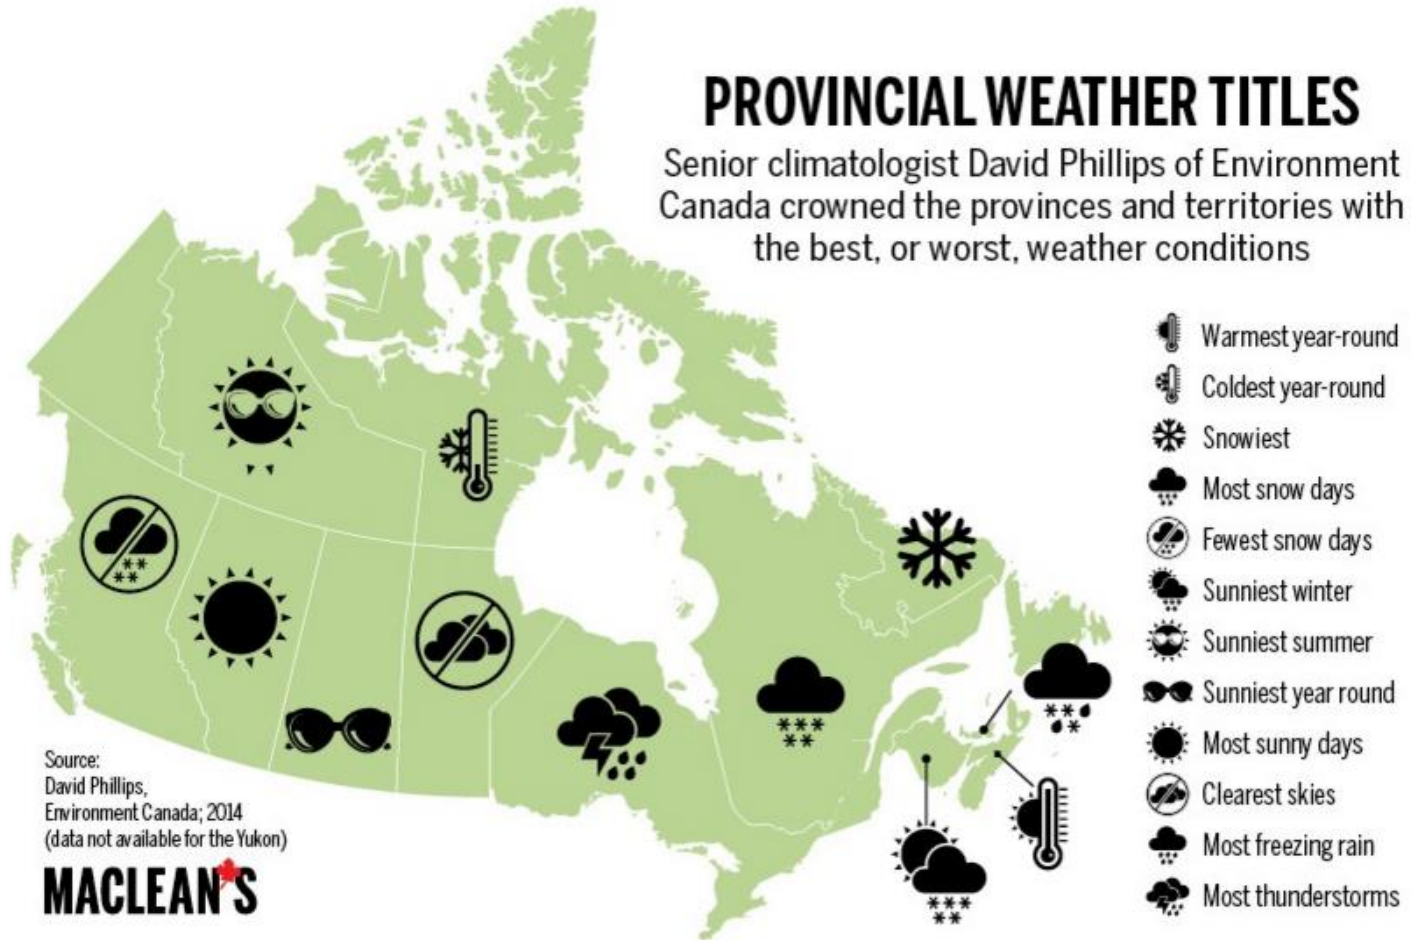 PROVINCIAL WEATHER TITLES
Senior climatologist David Phillips of Environment
Canada crowned the provinces and territories with
the best, or worst, weather conditions
Warmest year-round
Coldest year-round
Snowiest
Most snow days
Fewest snow days
Sunniest winter
Sunniest summer
Sunniest year round
Most sunny days
Clearest skies
Most freezing rain
Most thunderstorms
Source:
David Phillips,
Environment Canada; 2014
(data not available for the Yukon)
MACLEAN'S